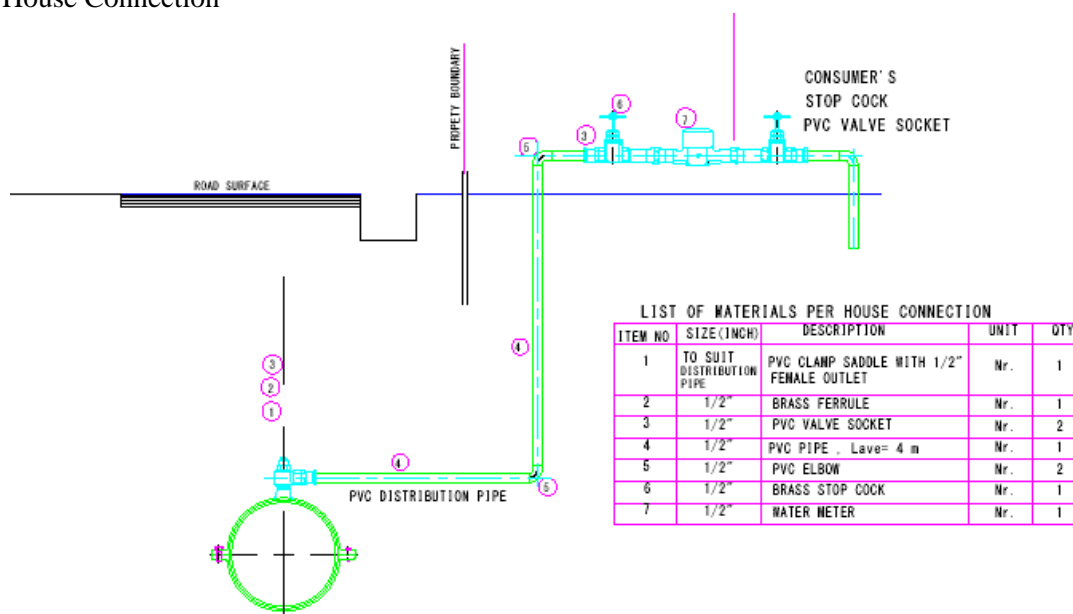 House Connection
PROPETY BOUNDARY
CONSUMER'S
STOP COCK
PVC VALVE SOCKET
6
7
3
5
ROAD SURFACE
4
3
2
1
4
5
PVC DISTRIBUTION PIPE
LIST OF MATERIALS PER HOUSE CONNECTION
ITEM NO SIZE(INCH) DESCRIPTION UNIT QTY
1 TO SUIT DISTRIBUTION PIPE PVC CLAMP SADDLE WITH 1/2" FEMALE OUTLET Nr. 1
2 1/2" BRASS FERRULE Nr. 1
3 1/2" PVC VALVE SOCKET Nr. 2
4 1/2" PVC PIPE . Lave= 4 m Nr. 1
5 1/2" PVC ELBOW Nr. 2
6 1/2" BRASS STOP COCK Nr. 1
7 1/2" WATER METER Nr. 1